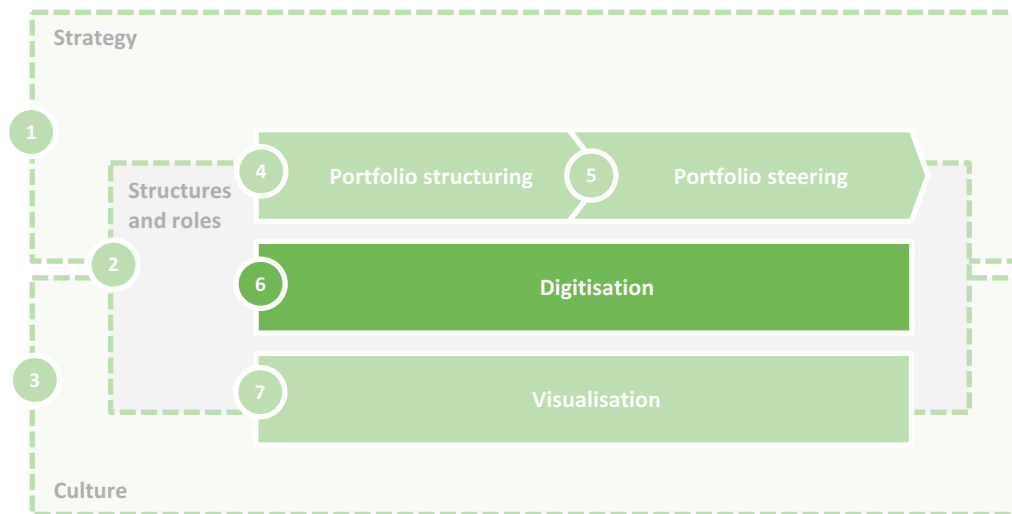 Strategy
1
4
Portfolio structuring
5
Portfolio steering
Structures
and roles
2
6
Digitisation
3
7
Visualisation
Culture